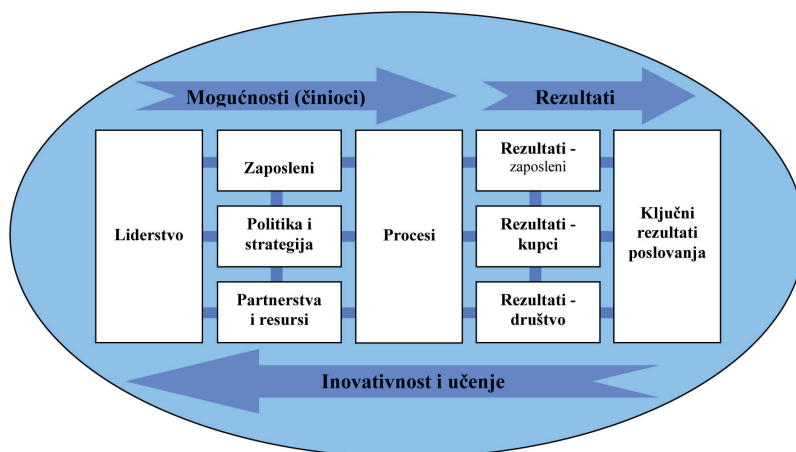 Mogućnosti (činioci)
Rezultati
Liderstvo
Zaposleni
Politika i
strategija
Partnerstva
i resursi
Procesi
Rezultati -
zaposleni
Rezultati -
kupci
Rezultati -
društvo
Ključni
rezultati
poslovanja
Inovativnost i učenje